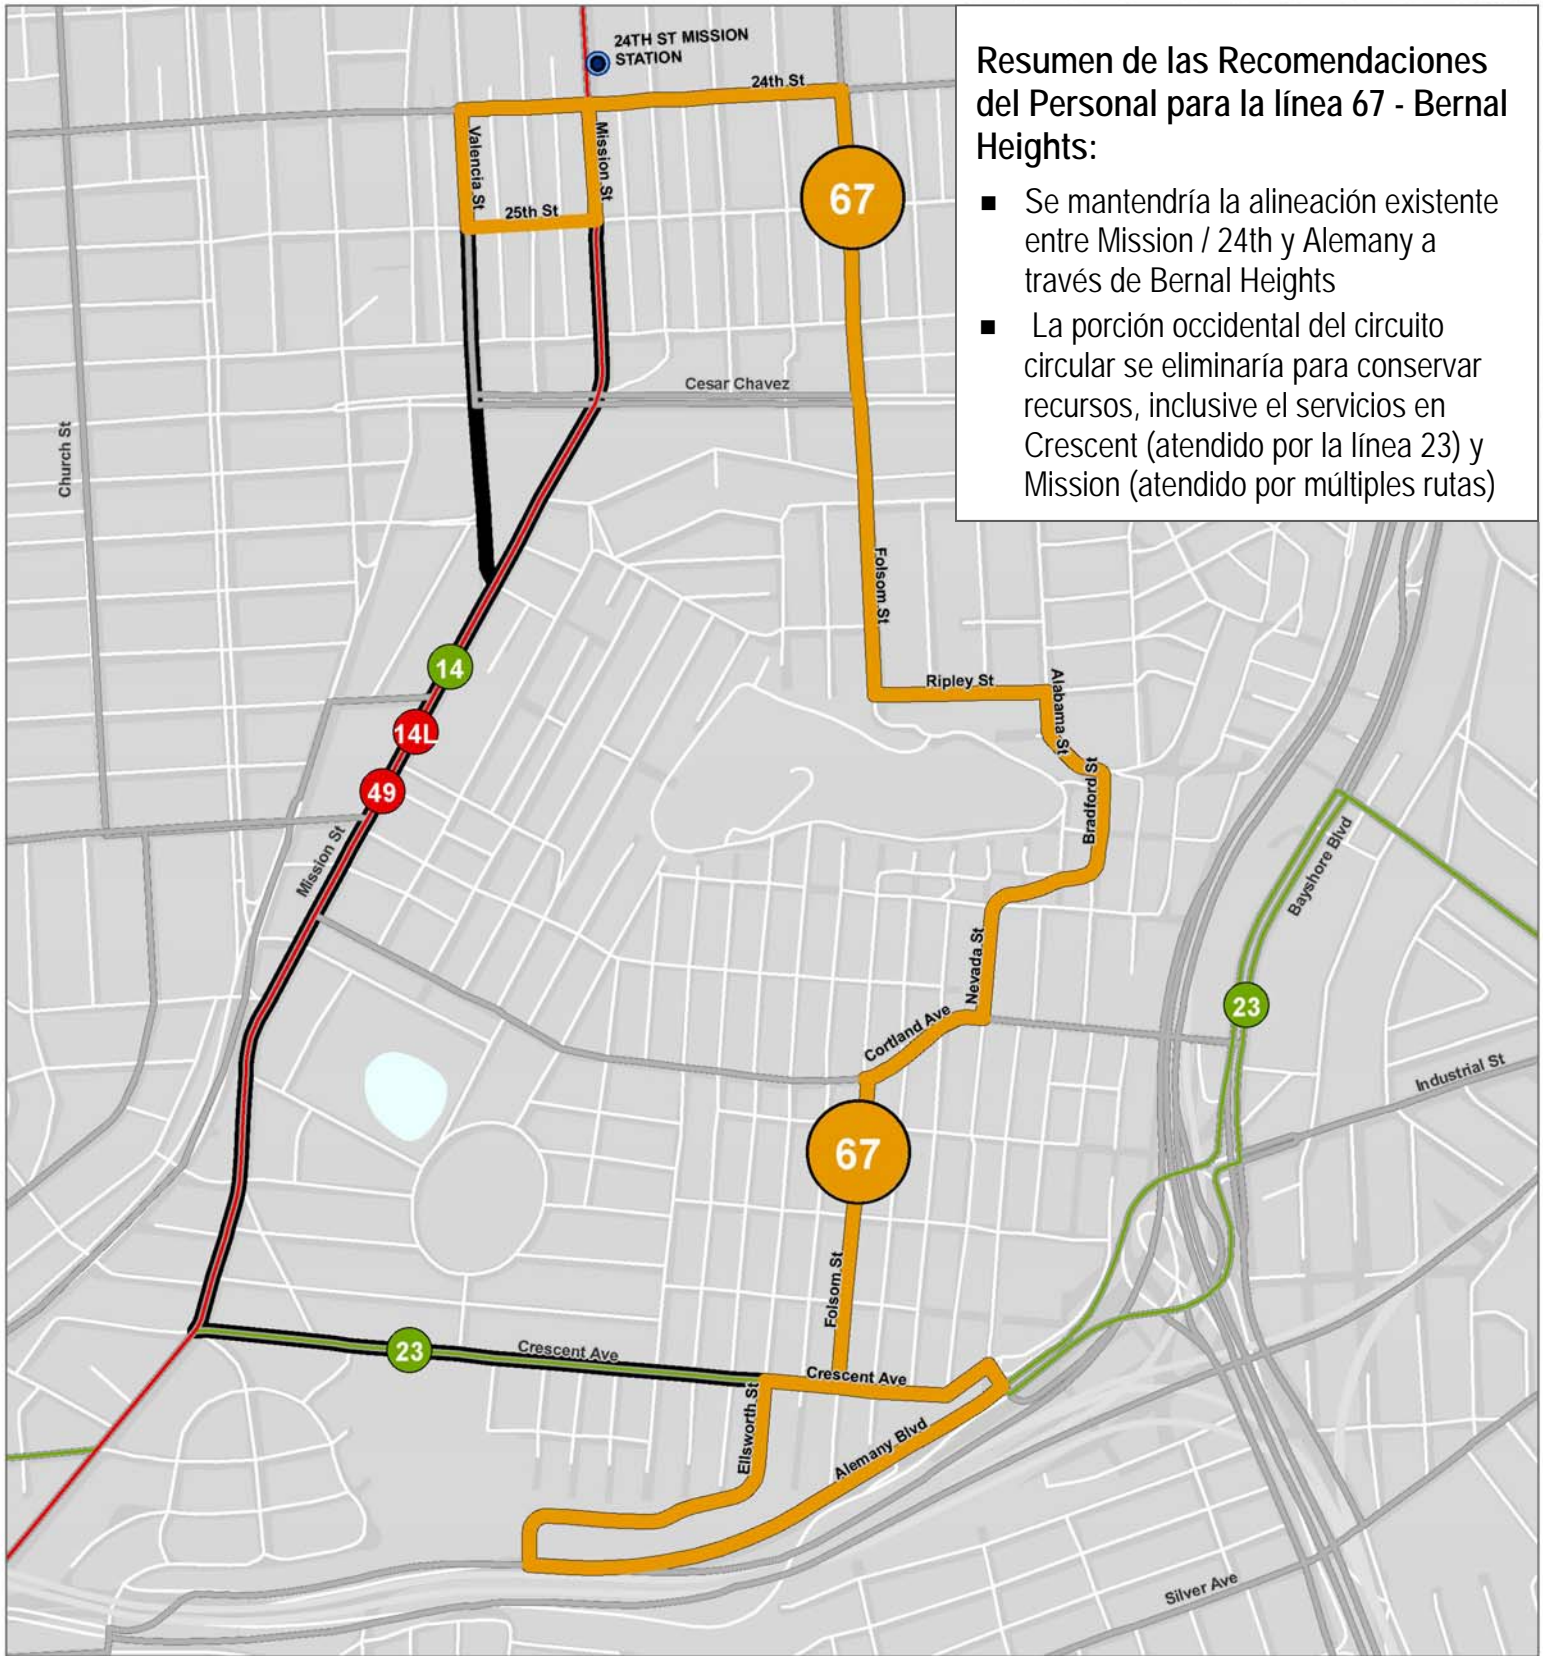 24TH ST MISSION
STATION
24th St
Valencia St
Mission St
25th St
67
Resumen de las Recomendaciones
del Personal para la línea 67 - Bernal
Heights:
■ Se mantendría la alineación existente
entre Mission / 24th y Alemany a
través de Bernal Heights
■ La porción occidental del circuito
circular se eliminaría para conservar
recursos, inclusive el servicios en
Crescent (atendido por la línea 23) y
Mission (atendido por múltiples rutas)
Cesar Chavez
Church St
Folsom St
14
Ripley St
Alabama St
14L
49
Bradford St
Mission St
Bayshore Blvd
Nevada St
23
Cortland Ave
Industrial St
67
Folsom St
23
Crescent Ave
Crescent Ave
Ellsworth St
Alemany Blvd
Silver Ave